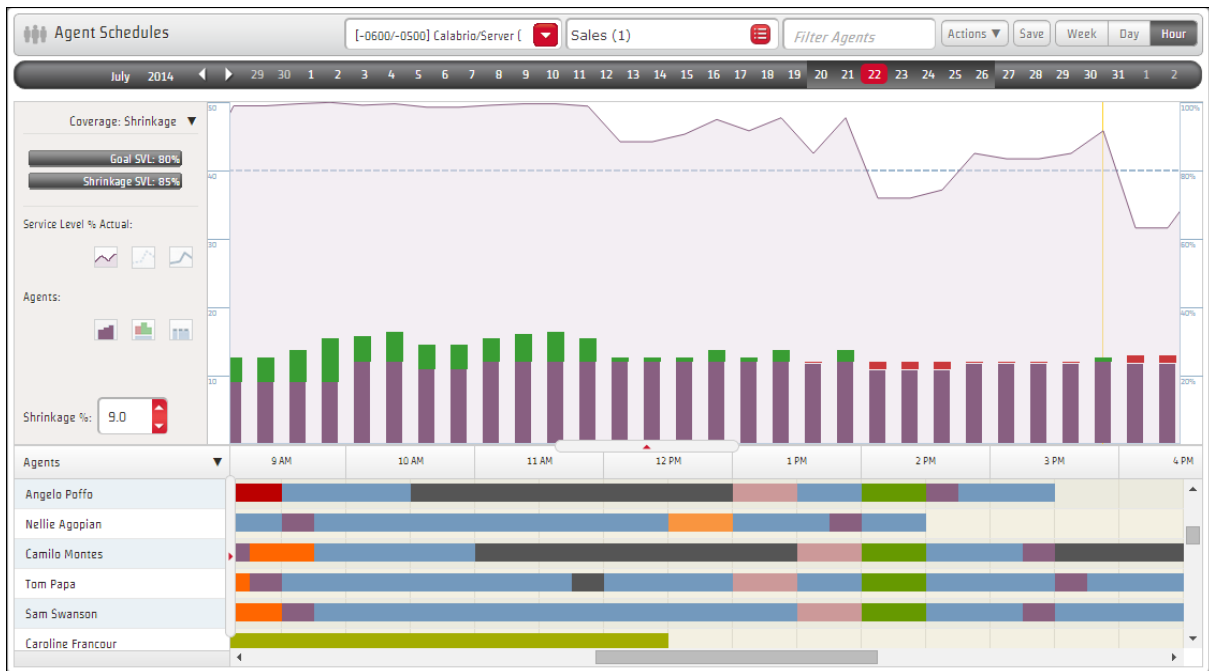 Agent Schedules
[-0600/-0500] Calabrio/Server (
Sales (1)
Filter Agents
Actions ▼
Save
Week
Day
Hour
July 2014 29 30 1 2 3 4 5 6 7 8 9 10 11 12 13 14 15 16 17 18 19 20 21 22 23 24 25 26 27 28 29 30 31 1 2
Coverage: Shrinkage ▼
Goal SVL: 80%
Shrinkage SVL: 85%
Service Level % Actual:
Agents:
Shrinkage %: 9.0
50
40
30
20
10
100%
80%
60%
40%
20%
Agents ▼
9 AM 10 AM 11 AM 12 PM 1 PM 2 PM 3 PM 4 PM
Angelo Poffo
Nellie Agopian
Camilo Montes
Tom Papa
Sam Swanson
Caroline Francour